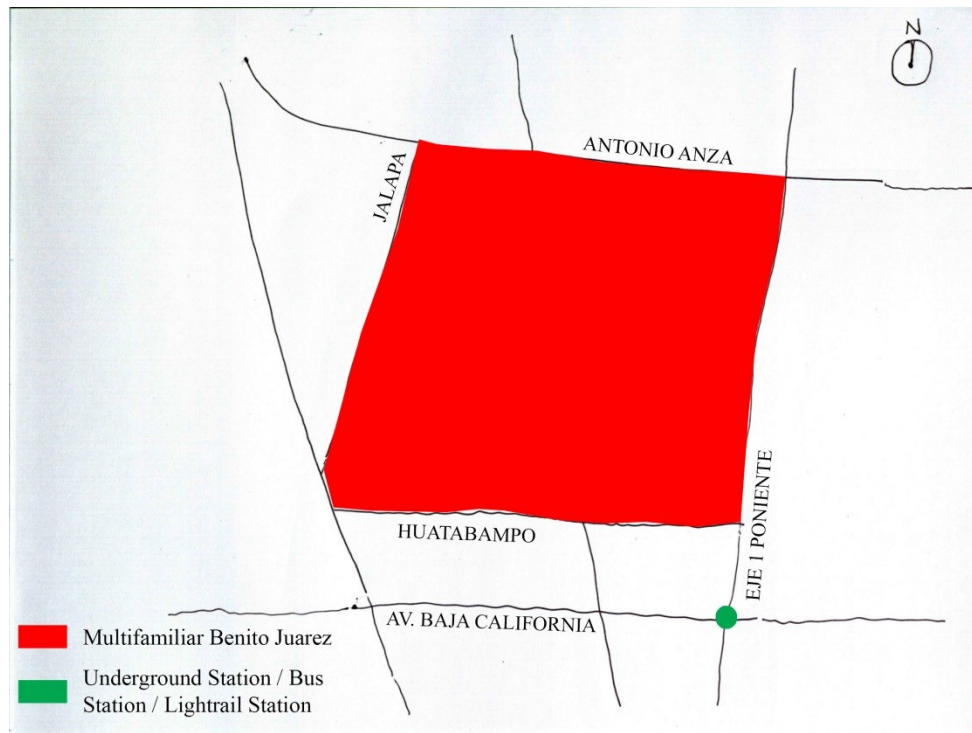 N
ANTONIO ANZA
JALAPA
EJE 1 PONIENTE
HUATABAMPO
AV. BAJA CALIFORNIA
Multifamiliar Benito Juarez
Underground Station / Bus
Station / Lightrail Station